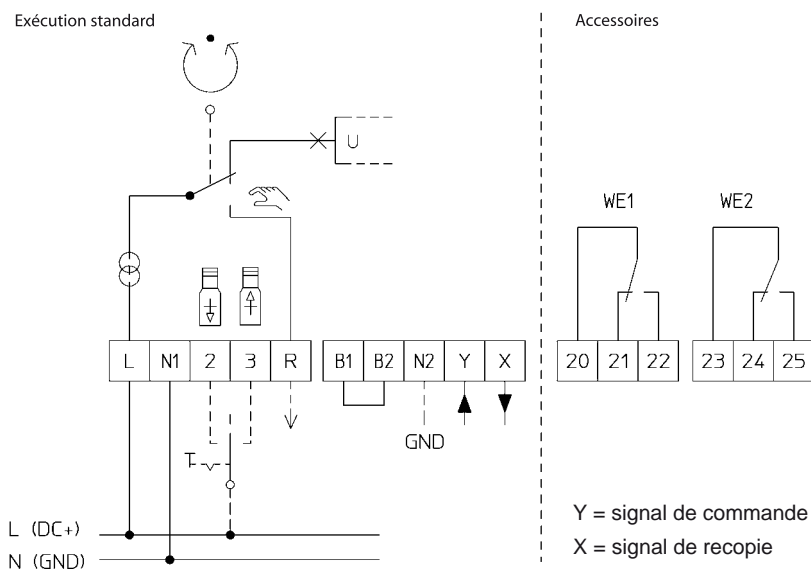 Exécution standard
Accessoires
U
WE1 WE2
L N1 2 3 R B1 B2 N2 Y X 20 21 22 23 24 25
GND
L (DC+)
N (GND)
Y = signal de commande
X = signal de recopie